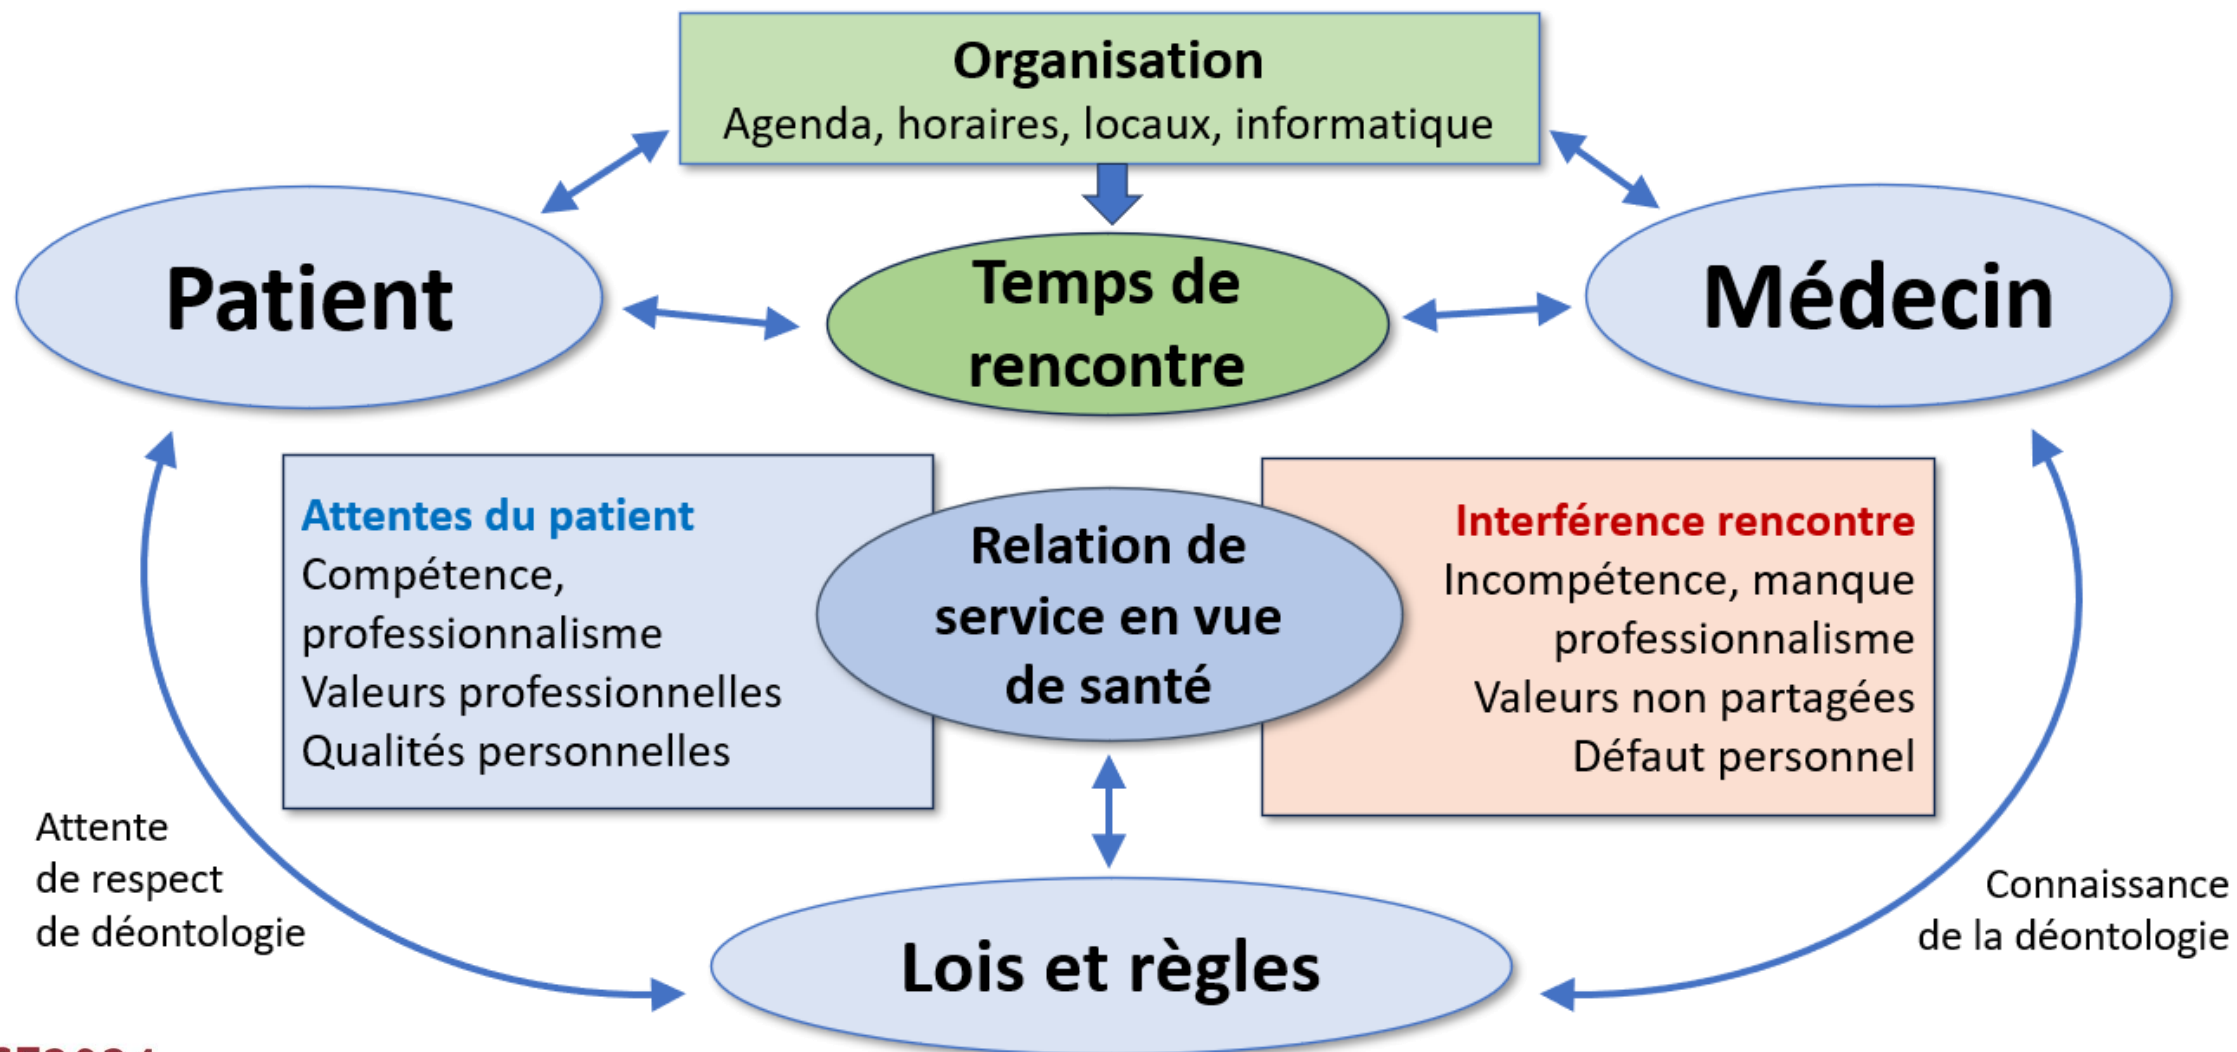 Organisation
Agenda, horaires, locaux, informatique
Patient
Temps de
rencontre
Médecin
Attentes du patient
Compétence,
professionnalisme
Valeurs professionnelles
Qualités personnelles
Relation de
service en vue
de santé
Interférence rencontre
Incompétence, manque
professionnalisme
Valeurs non partagées
Défaut personnel
Attente
de respect
de déontologie
Connaissance
de la déontologie
Lois et règles